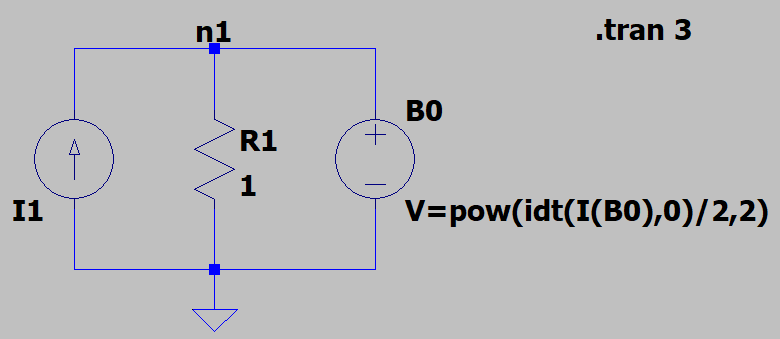 n1
.tran 3
B0
R1
1
I1
V=pow(idt(I(B0),0)/2,2)